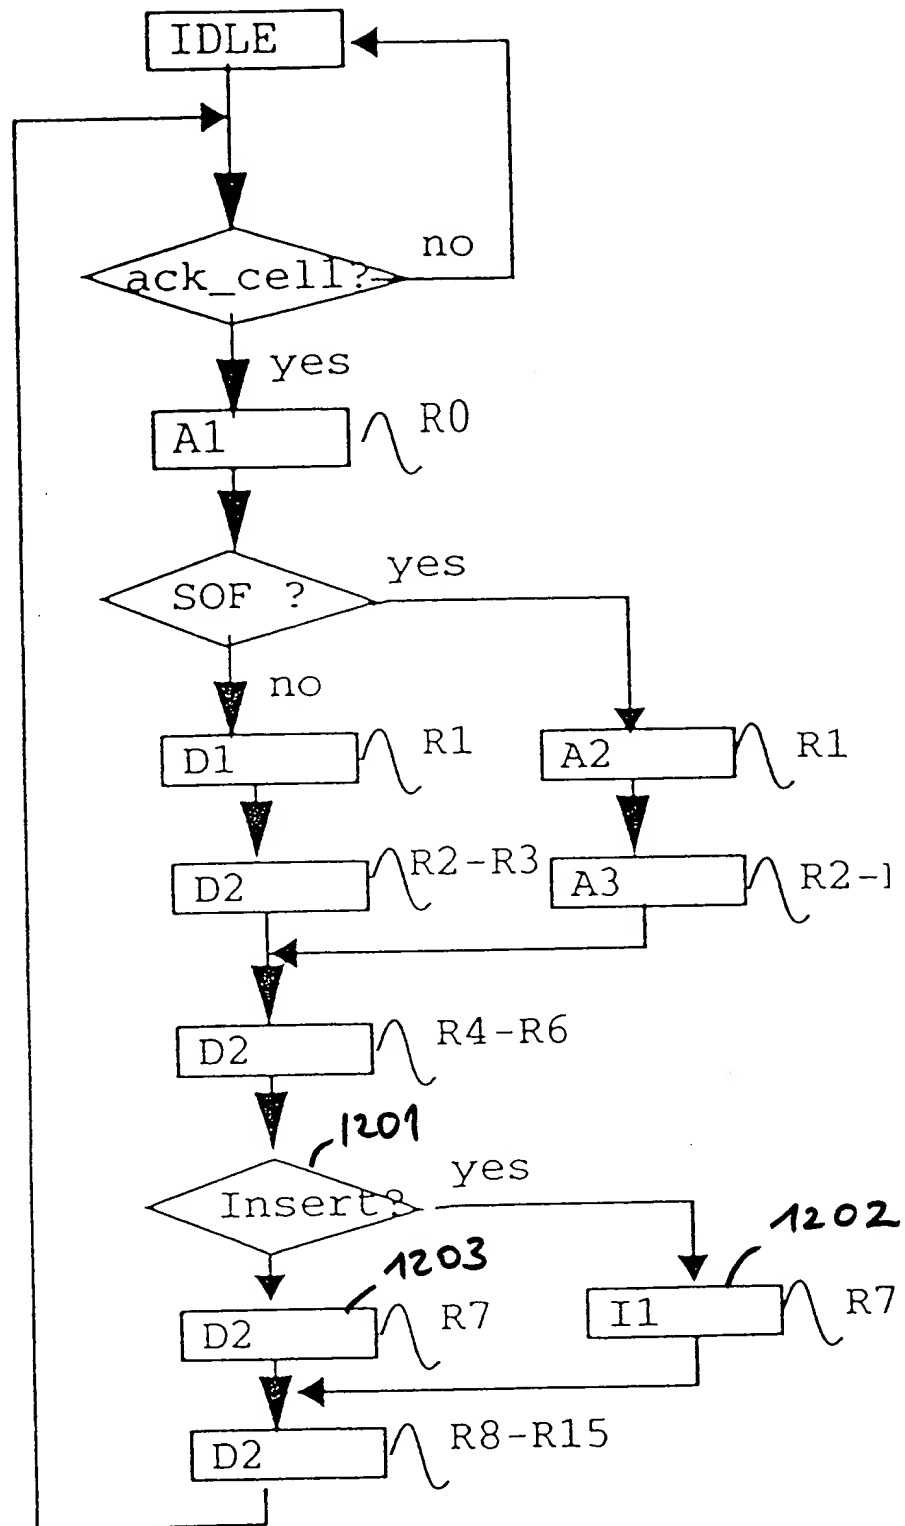 IDLE
no
ack_cell?
yes
A1
R0
yes
SOF ?
no
D1
R1
A2
R1
D2
R2-R3
A3
R2-
D2
R4-R6
1201
yes
Insert?
1202
1203
D2
R7
I1
R7
D2
R8-R15